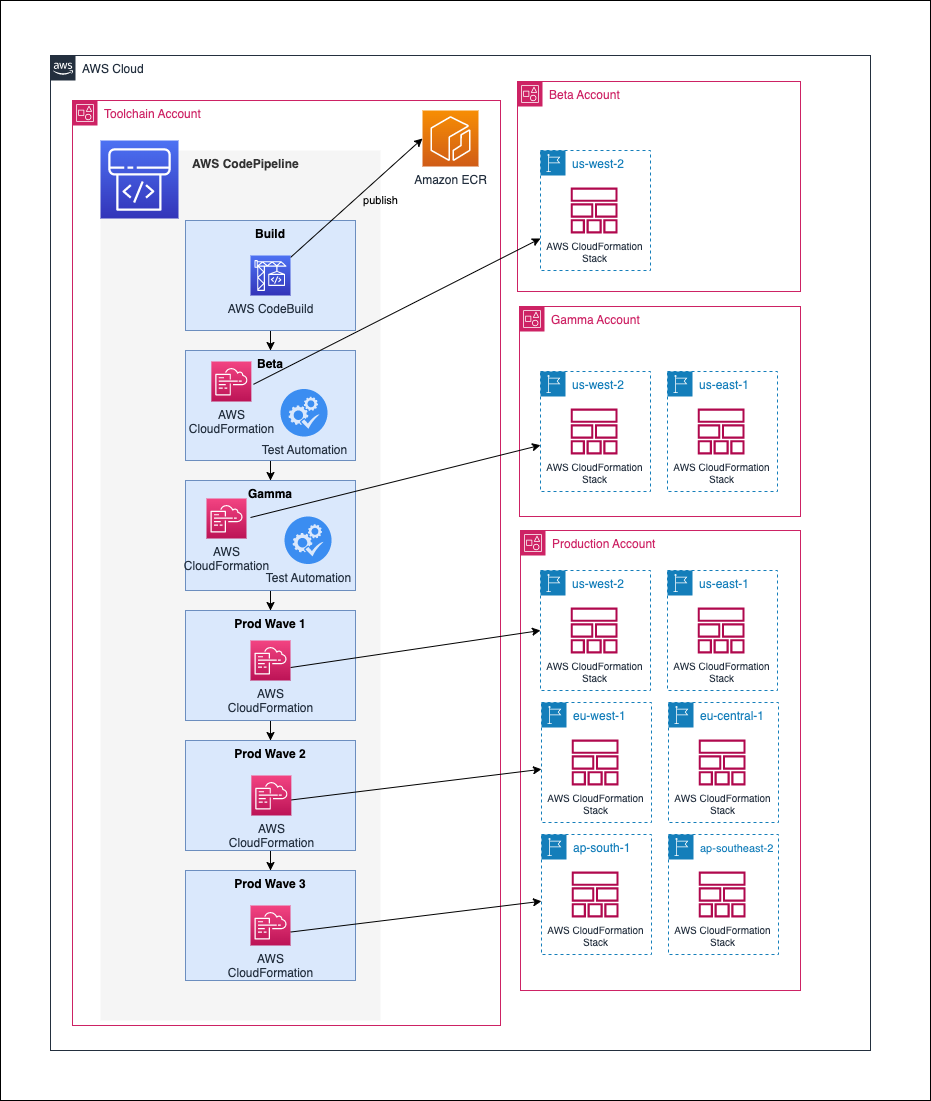 aws
AWS Cloud
Toolchain Account
AWS CodePipeline
Amazon ECR
publish
Build
AWS CodeBuild
Beta
AWS
CloudFormation
Test Automation
Gamma
AWS
CloudFormation
Test Automation
Prod Wave 1
AWS
CloudFormation
Prod Wave 2
AWS
CloudFormation
Prod Wave 3
AWS
CloudFormation
Beta Account
us-west-2
AWS CloudFormation
Stack
Gamma Account
us-west-2
AWS CloudFormation
Stack
us-east-1
AWS CloudFormation
Stack
Production Account
us-west-2
AWS CloudFormation
Stack
us-east-1
AWS CloudFormation
Stack
eu-west-1
AWS CloudFormation
Stack
eu-central-1
AWS CloudFormation
Stack
ap-south-1
AWS CloudFormation
Stack
ap-southeast-2
AWS CloudFormation
Stack